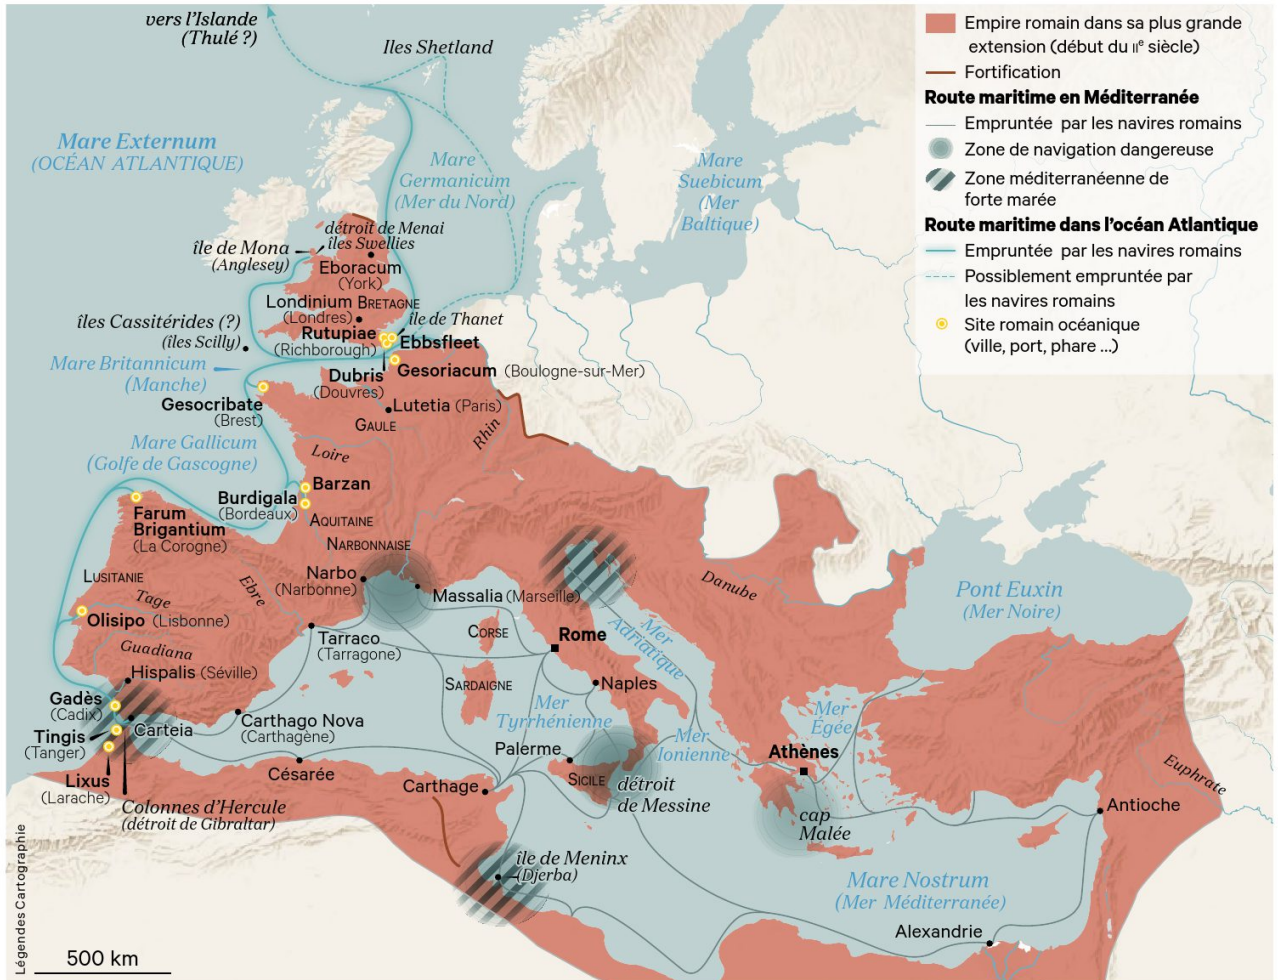 vers l'Islande
(Thulé ?)
Iles Shetland
Mare Externum
(OCÉAN ATLANTIQUE)
Mare
Germanicum
(Mer du Nord)
Mare
Suebicum
(Mer
Baltique)
Empire romain dans sa plus grande
extension (début du IIe siècle)
Fortification
Route maritime en Méditerranée
Empruntée par les navires romains
Zone de navigation dangereuse
Zone méditerranéenne de
forte marée
Route maritime dans l'océan Atlantique
Empruntée par les navires romains
Possiblement empruntée par
les navires romains
Site romain océanique
(ville, port, phare ...)
détroit de Menai
îles Swellies
île de Mona
(Anglesey)
Eboracum
(York)
Londinium
(Londres)
BRETAGNE
îles Cassitérides (?)
(îles Scilly)
Rutupiae
(Richborough)
île de Thanet
Ebbsfleet
Mare Britannicum
(Manche)
Dubris
(Douvres)
Gesoriacum (Boulogne-sur-Mer)
Gesocribate
(Brest)
Lutetia (Paris)
GAULE
Rhin
Mare Gallicum
(Golfe de Gascogne)
Loire
Barzan
Burdigala
(Bordeaux)
AQUITAINE
Farum
Brigantium
(La Corogne)
NARBONNAISE
LUSITANIE
Tage
Ebre
Narbo
(Narbonne)
Massalia (Marseille)
Danube
Pont Euxin
(Mer Noire)
Olisipo (Lisbonne)
Guadiana
Tarraco
(Tarragone)
CORSE
Rome
Mer
Adriatique
Hispalis (Séville)
SARDAIGNE
Naples
Gadès
(Cadix)
Carteia
Carthago Nova
(Carthagène)
Mer
Tyrrhénienne
Mer
Ionienne
Mer
Égée
Tingis
(Tanger)
Palerme
Athènes
Lixus
(Larache)
Césarée
Carthage
SICILE
détroit
de Messine
Euphrate
Colonnes d'Hercule
(détroit de Gibraltar)
cap
Malée
Antioche
île de Meninx
(Djerba)
Mare Nostrum
(Mer Méditerranée)
Alexandrie
500 km
Légendes Cartographie